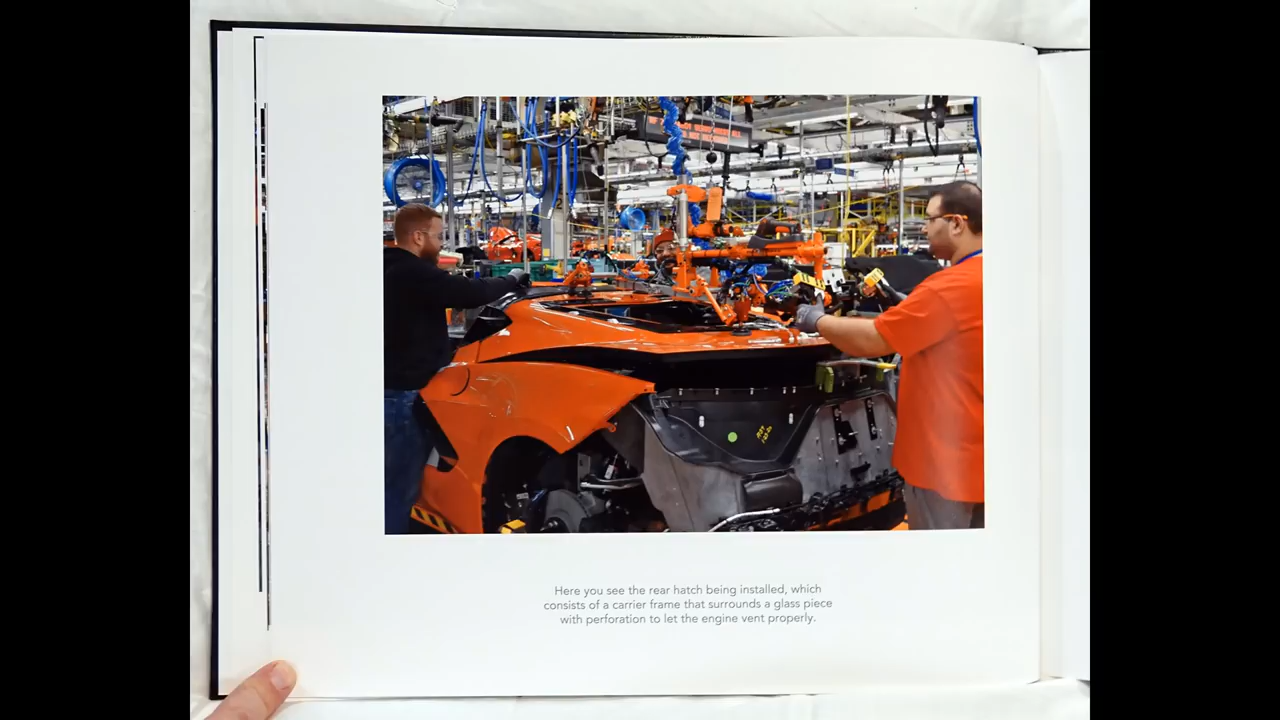 Here you see the rear hatch being installed, which
consists of a carrier frame that surrounds a glass piece
with perforation to let the engine vent properly.